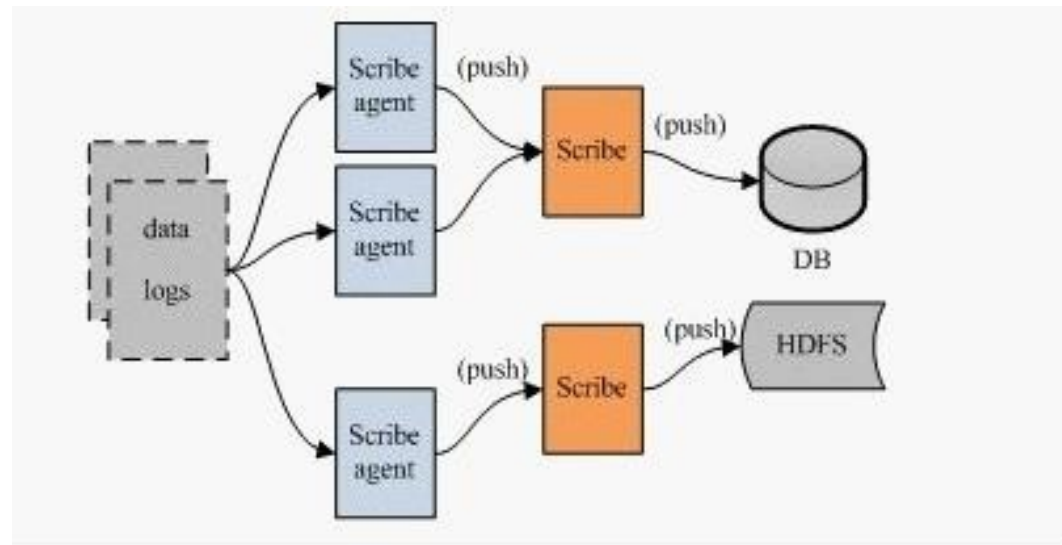 data
logs
Scribe
agent
(push)
Scribe
agent
Scribe
(push)
DB
Scribe
agent
(push)
Scribe
(push)
HDFS